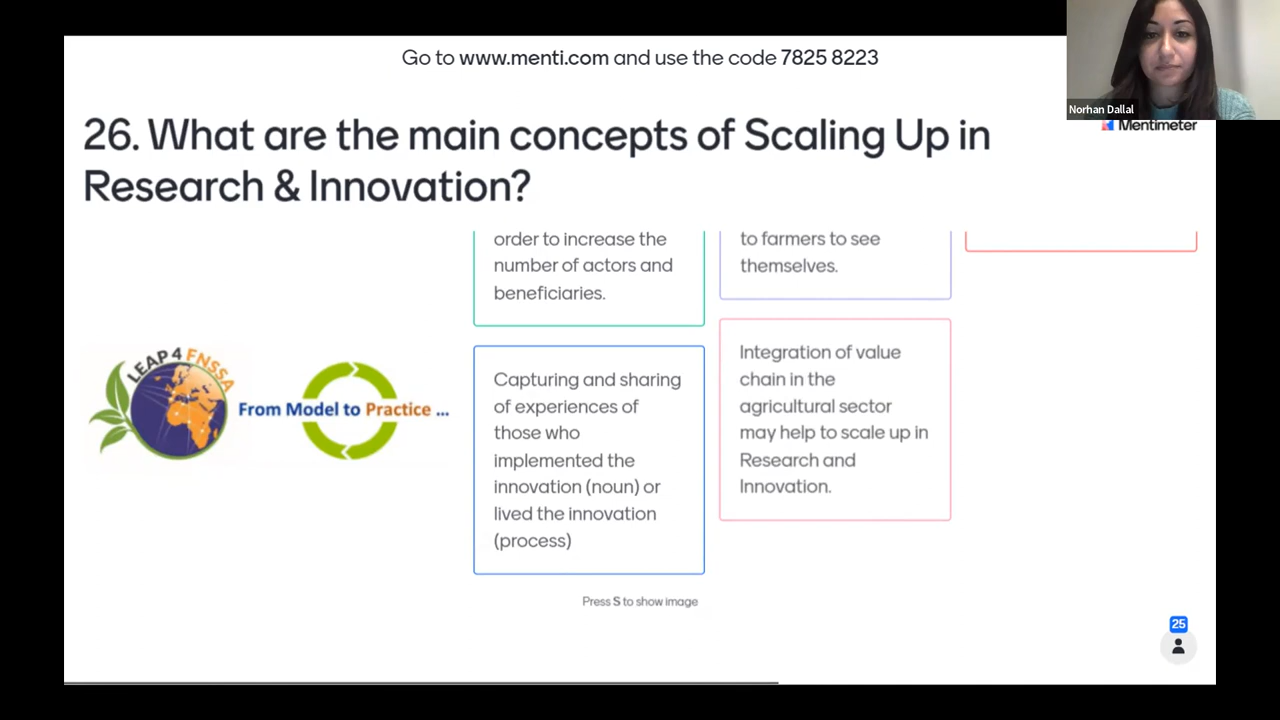 Go to www.menti.com and use the code 7825 8223
Norhan Dallal
Mentimeter
26. What are the main concepts of Scaling Up in
Research & Innovation?
order to increase the
number of actors and
beneficiaries.
to farmers to see
themselves.
LEAP4 FNSSA
From Model to Practice ...
Capturing and sharing
of experiences of
those who
implemented the
innovation (noun) or
lived the innovation
(process)
Integration of value
chain in the
agricultural sector
may help to scale up in
Research and
Innovation.
Press S to show image
25